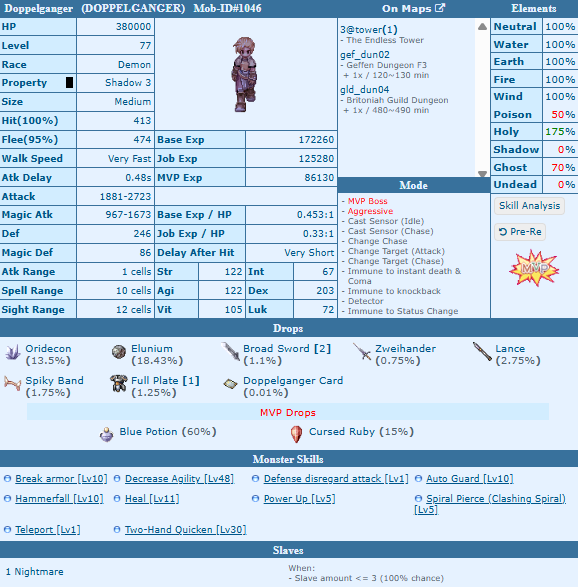 Doppelganger (DOPPELGANGER) Mob-ID#1046
HP 380000
Level 77
Race Demon
Property Shadow 3
Size Medium
Hit(100%) 413
Flee(95%) 474 Base Exp 172260
Walk Speed Very Fast Job Exp 125280
Atk Delay 0.48s MVP Exp 86130
Attack 1881-2723
Magic Atk 967-1673 Base Exp / HP 0.453:1
Def 246 Job Exp / HP 0.33:1
Magic Def 86 Delay After Hit Very Short
Atk Range 1 cells Str 122 Int 67
Spell Range 10 cells Agi 122 Dex 203
Sight Range 12 cells Vit 105 Luk 72
On Maps
3@tower(1)
- The Endless Tower
gef_dun02
- Geffen Dungeon F3
+ 1x / 120~130 min
gld_dun04
- Britoniah Guild Dungeon
+ 1x / 480~490 min
Mode
- MVP Boss
- Aggressive
- Cast Sensor (Idle)
- Cast Sensor (Chase)
- Change Chase
- Change Target (Attack)
- Change Target (Chase)
- Immune to instant death &
Coma
- Immune to knockback
- Detector
- Immune to Status Change
Elements
Neutral 100%
Water 100%
Earth 100%
Fire 100%
Wind 100%
Poison 50%
Holy 175%
Shadow 0%
Ghost 70%
Undead 0%
Skill Analysis
Pre-Re
MVP
Drops
Oridecon (13.5%)
Elunium (18.43%)
Broad Sword [2] (1.1%)
Zweihander (0.75%)
Lance (2.75%)
Spiky Band (1.75%)
Full Plate [1] (1.25%)
Doppelganger Card (0.01%)
MVP Drops
Blue Potion (60%) Cursed Ruby (15%)
Monster Skills
Break armor [Lv10] Decrease Agility [Lv48] Defense disregard attack [Lv1] Auto Guard [Lv10]
Hammerfall [Lv10] Heal [Lv11] Power Up [Lv5] Spiral Pierce (Clashing Spiral)
[Lv5]
Teleport [Lv1] Two-Hand Quicken [Lv30]
Slaves
1 Nightmare
When:
- Slave amount <= 3 (100% chance)